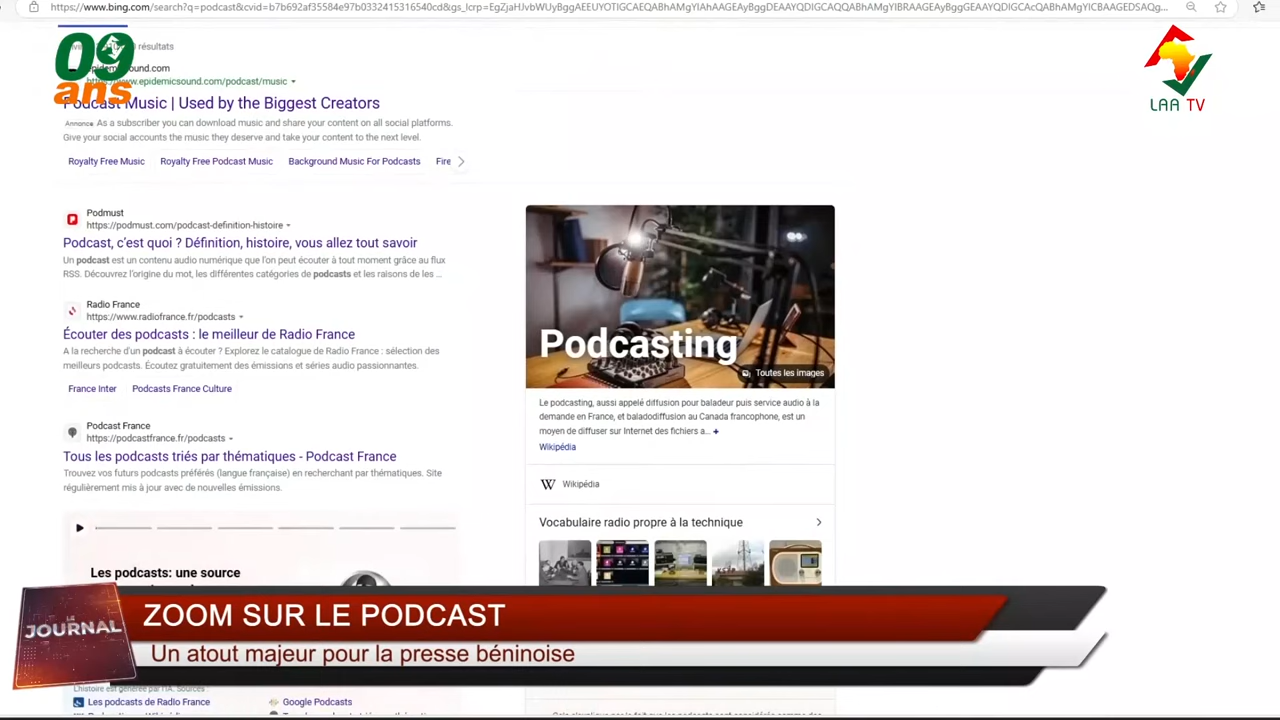 https://www.bing.com/search?q=podcast&cvid=
résultats
09
ans
LAA TV
epidemicsound.com
https://www.epidemicsound.com/podcast/music
Podcast Music | Used by the Biggest Creators
Annonce As a subscriber you can download music and share your content on all social platforms.
Give your social accounts the music they deserve and take your content to the next level.
Royalty Free Music Royalty Free Podcast Music Background Music For Podcasts Fire
Podmust
https://podmust.com/podcast-definition-histoire
Podcast, c'est quoi ? Définition, histoire, vous allez tout savoir
Un podcast est un contenu audio numérique que l'on peut écouter à tout moment grâce au flux
RSS. Découvrez l'origine du mot, les différentes catégories de podcasts et les raisons de les ...
Radio France
https://www.radiofrance.fr/podcasts
Écouter des podcasts : le meilleur de Radio France
A la recherche d'un podcast à écouter ? Explorez le catalogue de Radio France : sélection des
meilleurs podcasts. Écoutez gratuitement des émissions et séries audio passionnantes.
France Inter Podcasts France Culture
Podcast France
https://podcastfrance.fr/podcasts
Tous les podcasts triés par thématiques - Podcast France
Trouvez vos futurs podcasts préférés (langue française) en recherchant par thématiques. Site
régulièrement mis à jour avec de nouvelles émissions.
Les podcasts: une source
Podcasting
Toutes les images
Le podcasting, aussi appelé diffusion pour baladeur puis service audio à la
demande en France, et baladodiffusion au Canada francophone, est un
moyen de diffuser sur Internet des fichiers a... +
Wikipédia
W Wikipédia
Vocabulaire radio propre à la technique
LE
JOURNAL
ZOOM SUR LE PODCAST
Un atout majeur pour la presse béninoise
L'histoire est générée par l'IA. Sources :
Les podcasts de Radio France Google Podcasts